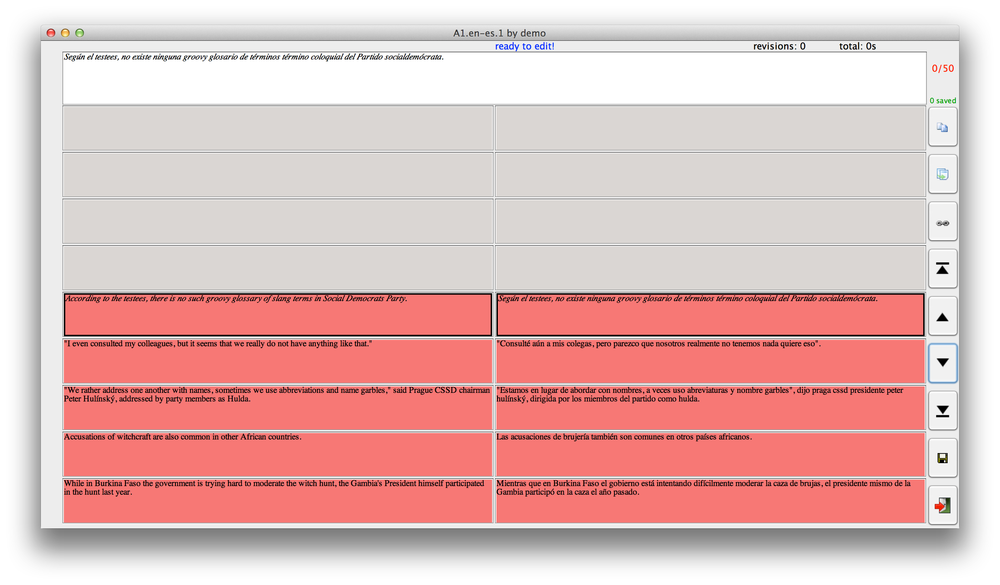 A1.en-es.1 by demo
ready to edit!
revisions: 0
total: 0s
Según el testees, no existe ninguna groovy glosario de términos término coloquial del Partido socialdemócrata.
0/50
0 saved
According to the testees, there is no such groovy glossary of slang terms in Social Democrats Party.
Según el testees, no existe ninguna groovy glosario de términos término coloquial del Partido socialdemócrata.
"I even consulted my colleagues, but it seems that we really do not have anything like that."
"Consulté aún a mis colegas, pero parezco que nosotros realmente no tenemos nada quiere eso".
"We rather address one another with names, sometimes we use abbreviations and name garbles," said Prague CSSD chairman
Peter Hulínský, addressed by party members as Hulda.
"Estamos en lugar de abordar con nombres, a veces uso abreviaturas y nombre garbles", dijo praga cssd presidente peter
hulínský, dirigida por los miembros del partido como hulda.
Accusations of witchcraft are also common in other African countries.
Las acusaciones de brujería también son comunes en otros países africanos.
While in Burkina Faso the government is trying hard to moderate the witch hunt, the Gambia's President himself participated
in the hunt last year.
Mientras que en Burkina Faso el gobierno está intentando difícilmente moderar la caza de brujas, el presidente mismo de la
Gambia participó en la caza el año pasado.